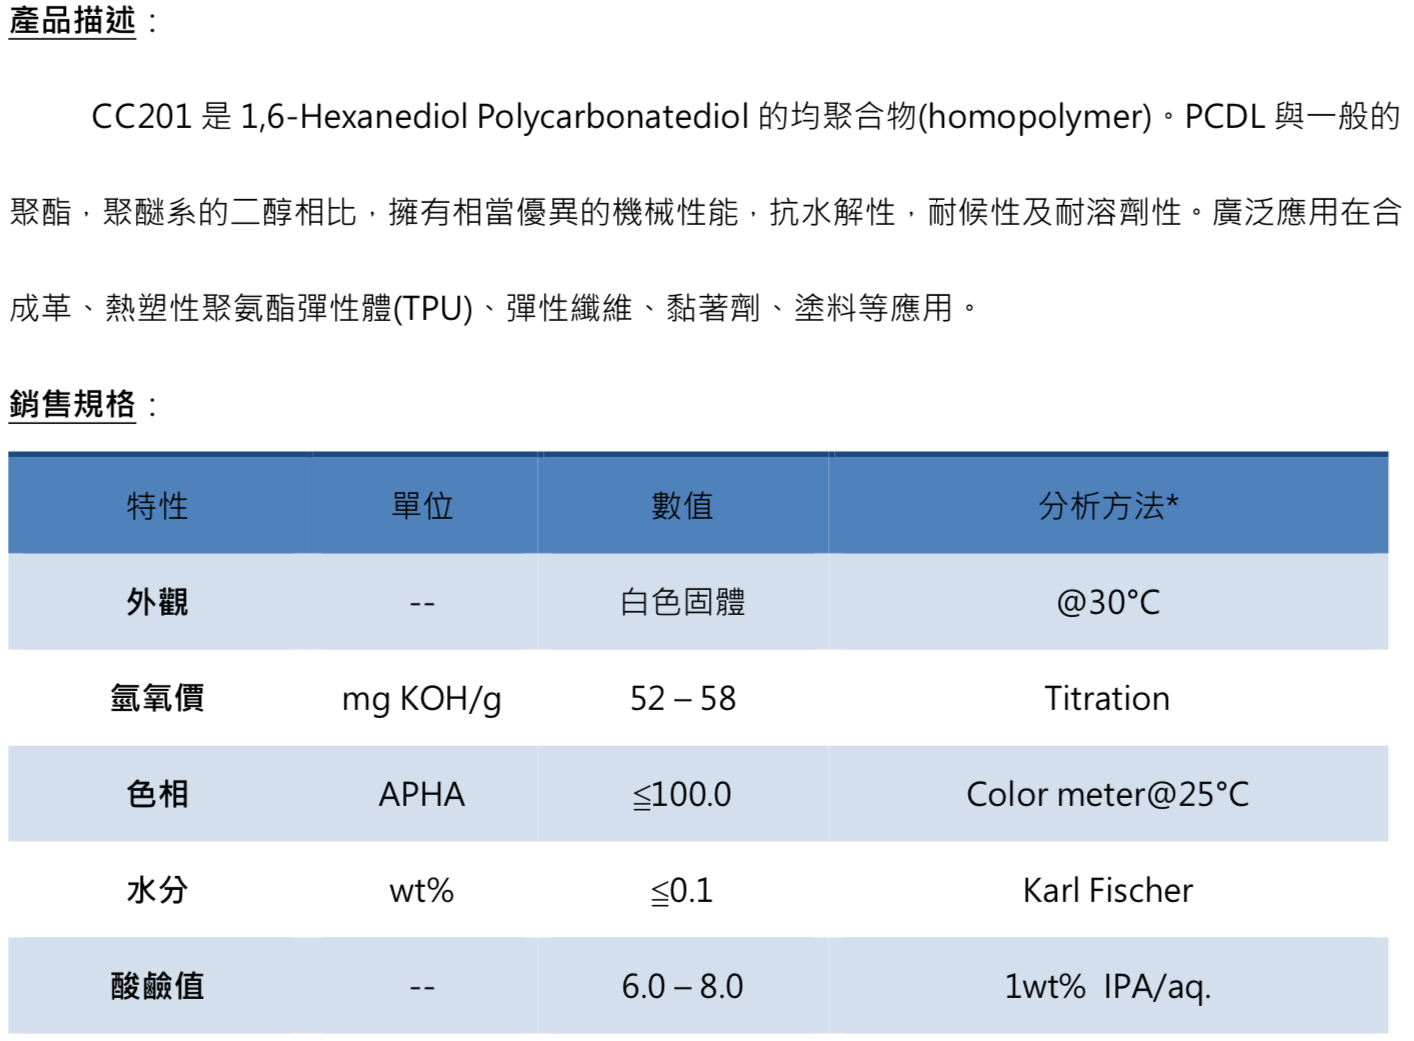 產品描述：
CC201 是 1,6-Hexanediol Polycarbonatediol 的均聚合物(homopolymer)。PCDL 與一般的
聚酯，聚醚系的二醇相比，擁有相當優異的機械性能，抗水解性，耐候性及耐溶劑性。廣泛應用在合
成革、熱塑性聚氨酯彈性體(TPU)、彈性纖維、黏著劑、塗料等應用。
銷售規格：
特性 單位 數值 分析方法*
外觀 -- 白色固體 @30°C
氫氧價 mg KOH/g 52 – 58 Titration
色相 APHA ≦100.0 Color meter@25°C
水分 wt% ≦0.1 Karl Fischer
酸鹼值 -- 6.0 – 8.0 1wt% IPA/aq.